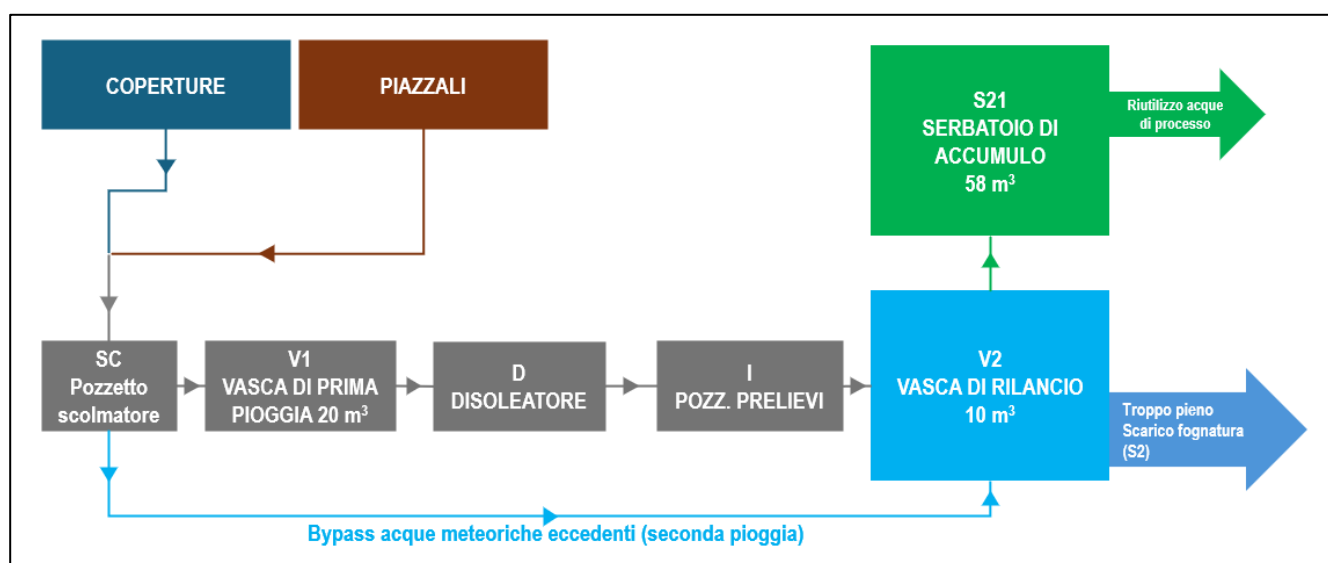 COPERTURE
PIAZZALI
S21
SERBATOIO DI
ACCUMULO
58 m³
Riutilizzo acque
di processo
SC
Pozzetto
scolmatore
V1
VASCA DI PRIMA
PIOGGIA 20 m³
D
DISOLEATORE
I
POZZ. PRELIEVI
V2
VASCA DI RILANCIO
10 m³
Troppo pieno
Scarico fognatura
(S2)
Bypass acque meteoriche eccedenti (seconda pioggia)